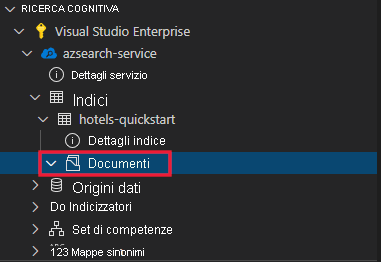 RICERCA COGNITIVA
Visual Studio Enterprise
azsearch-service
Dettagli servizio
Indici
hotels-quickstart
Dettagli indice
Documenti
Origini dati
Do Indicizzatori
Set di competenze
123 Mappe sinonimi